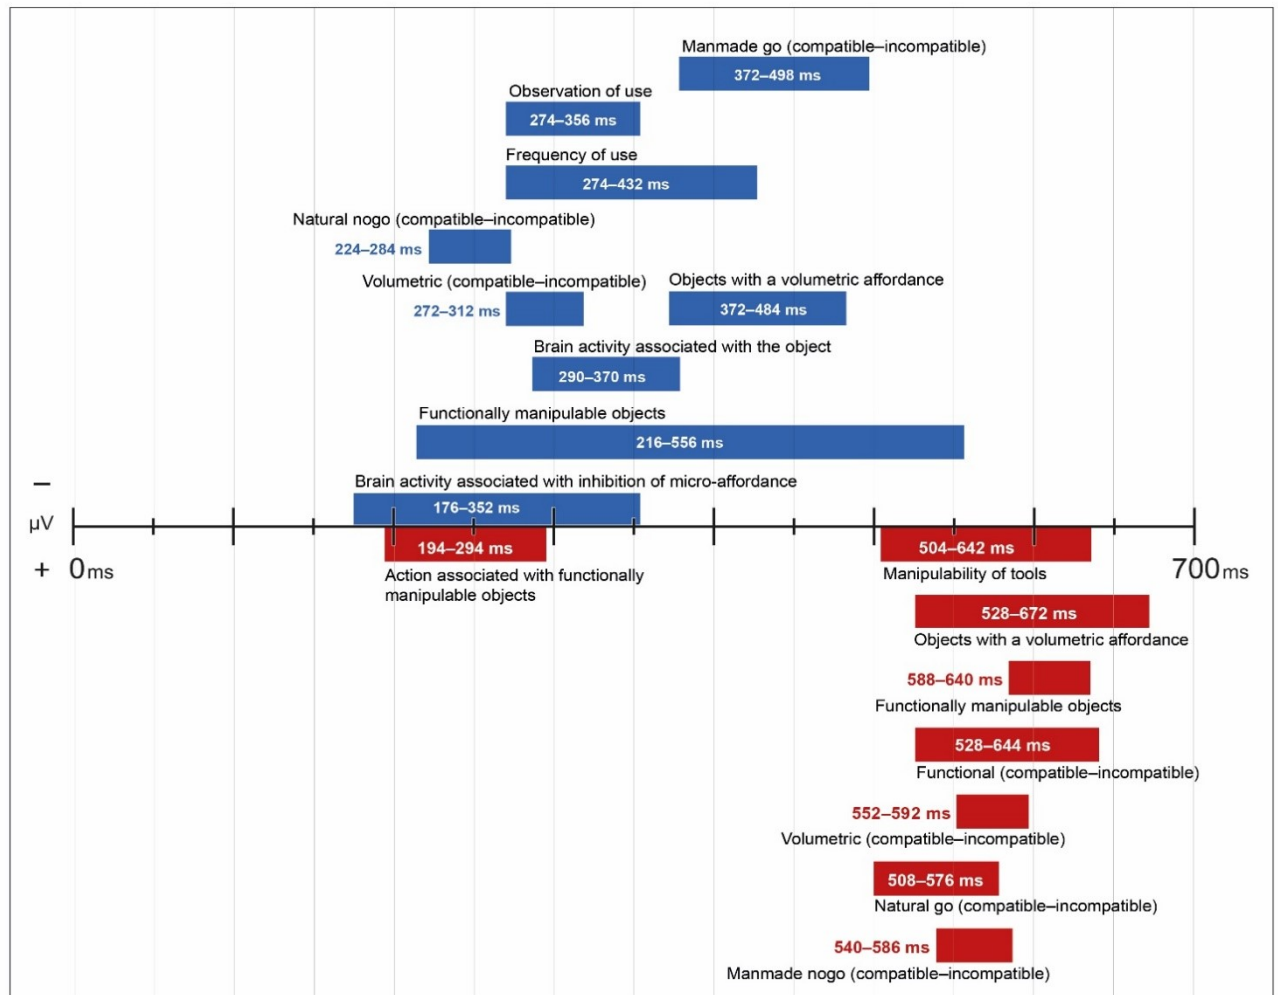 Manmade go (compatible–incompatible)
372–498 ms
Observation of use
274–356 ms
Frequency of use
274–432 ms
Natural nogo (compatible–incompatible)
224–284 ms
Volumetric (compatible–incompatible)
272–312 ms
Objects with a volumetric affordance
372–484 ms
Brain activity associated with the object
290–370 ms
Functionally manipulable objects
216–556 ms
Brain activity associated with inhibition of micro-affordance
176–352 ms
–
µV
+
0ms
700ms
194–294 ms
Action associated with functionally
manipulable objects
504–642 ms
Manipulability of tools
528–672 ms
Objects with a volumetric affordance
588–640 ms
Functionally manipulable objects
528–644 ms
Functional (compatible–incompatible)
552–592 ms
Volumetric (compatible–incompatible)
508–576 ms
Natural go (compatible–incompatible)
540–586 ms
Manmade nogo (compatible–incompatible)